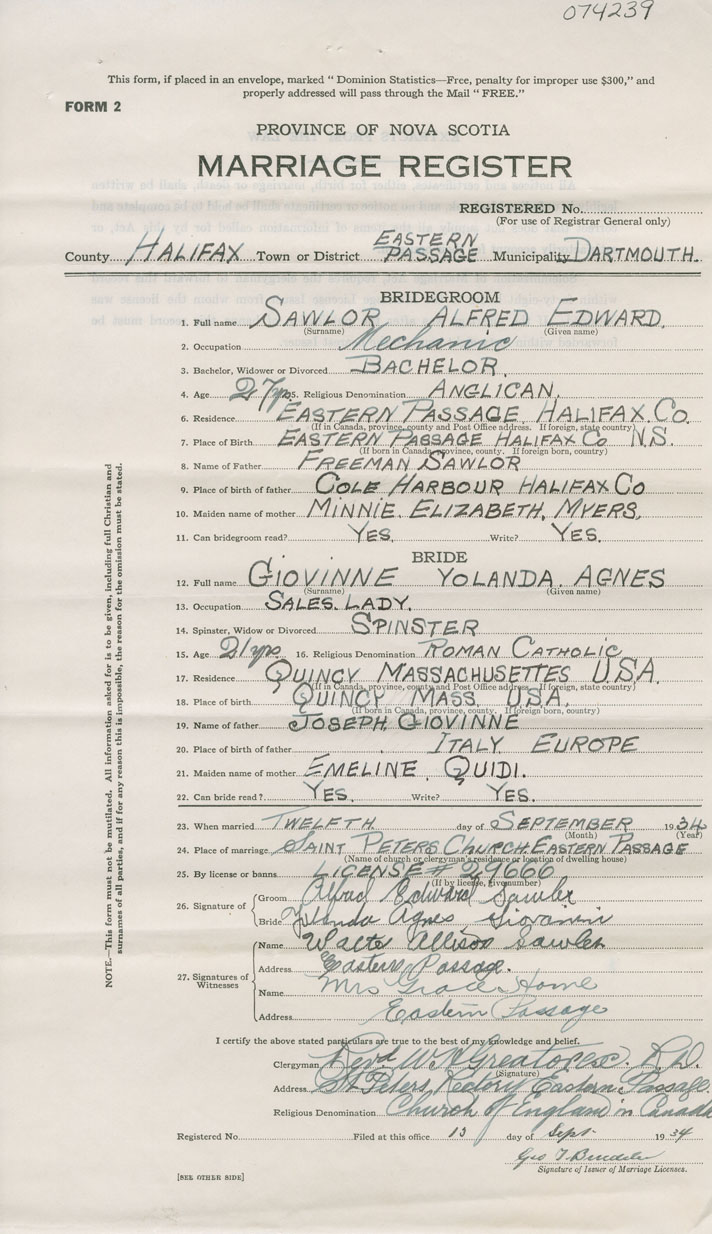 074239
This form, if placed in an envelope, marked “ Dominion Statistics—Free, penalty for improper use $300,” and
properly addressed will pass through the Mail “ FREE.”
FORM 2
PROVINCE OF NOVA SCOTIA
MARRIAGE REGISTER
REGISTERED No.
(For use of Registrar General only)
County HALIFAX Town or District EASTERN PASSAGE Municipality DARTMOUTH.
BRIDEGROOM
1. Full name SAWLOR ALFRED EDWARD.
(Surname) (Given name)
2. Occupation Mechanic
3. Bachelor, Widower or Divorced BACHELOR.
4. Age 27 yrs 5. Religious Denomination ANGLICAN.
6. Residence EASTERN PASSAGE. HALIFAX. Co.
(If in Canada, province, county and Post Office address. If foreign, state country)
7. Place of Birth EASTERN PASSAGE HALIFAX Co N.S.
(If born in Canada, province, county. If foreign born, country)
8. Name of Father FREEMAN SAWLOR
9. Place of birth of father COLE HARBOUR HALIFAX Co
10. Maiden name of mother MINNIE. ELIZABETH. MYERS.
11. Can bridegroom read? YES. Write? YES.
BRIDE
12. Full name GIOVINNE YOLANDA. AGNES
(Surname) (Given name)
13. Occupation SALES. LADY.
14. Spinster, Widow or Divorced SPINSTER
15. Age 21 yrs 16. Religious Denomination ROMAN CATHOLIC
17. Residence QUINCY MASSACHUSETTES U.S.A.
(If in Canada, province, county and Post Office address. If foreign, state country)
18. Place of birth QUINCY MASS. U.S.A.
(If born in Canada, province, county. If foreign born, country)
19. Name of father JOSEPH. GIOVINNE
20. Place of birth of father ITALY EUROPE
21. Maiden name of mother EMELINE. QUIDI.
22. Can bride read? YES. Write? YES.
23. When married TWELFTH day of SEPTEMBER 1934
(Month) (Year)
24. Place of marriage SAINT PETERS CHURCH. EASTERN PASSAGE
(Name of church or clergyman's residence or location of dwelling house)
25. By license or banns LICENSE # 29666
(If by license, give number)
26. Signature of Groom Alfred Edward Sawler
Bride Yolanda Agnes Giovannir
27. Signatures of Witnesses
Name Walter Allison Sawler
Address Eastern Passage.
Name Mrs Grace Horne
Address Eastern Passage
I certify the above stated particulars are true to the best of my knowledge and belief.
Clergyman Revd W H Greatorex. R.D.
(Signature)
Address St Peters Rectory Eastern Passage.
Religious Denomination Church of England in Canada
Registered No. Filed at this office 13 day of Sept. 1934
Geo T.
Signature of Issuer of Marriage Licenses.
[SEE OTHER SIDE]
NOTE.—This form must not be mutilated. All information asked for is to be given, including full Christian and
surnames of all parties, and if for any reason this is impossible, the reason for the omission must be stated.